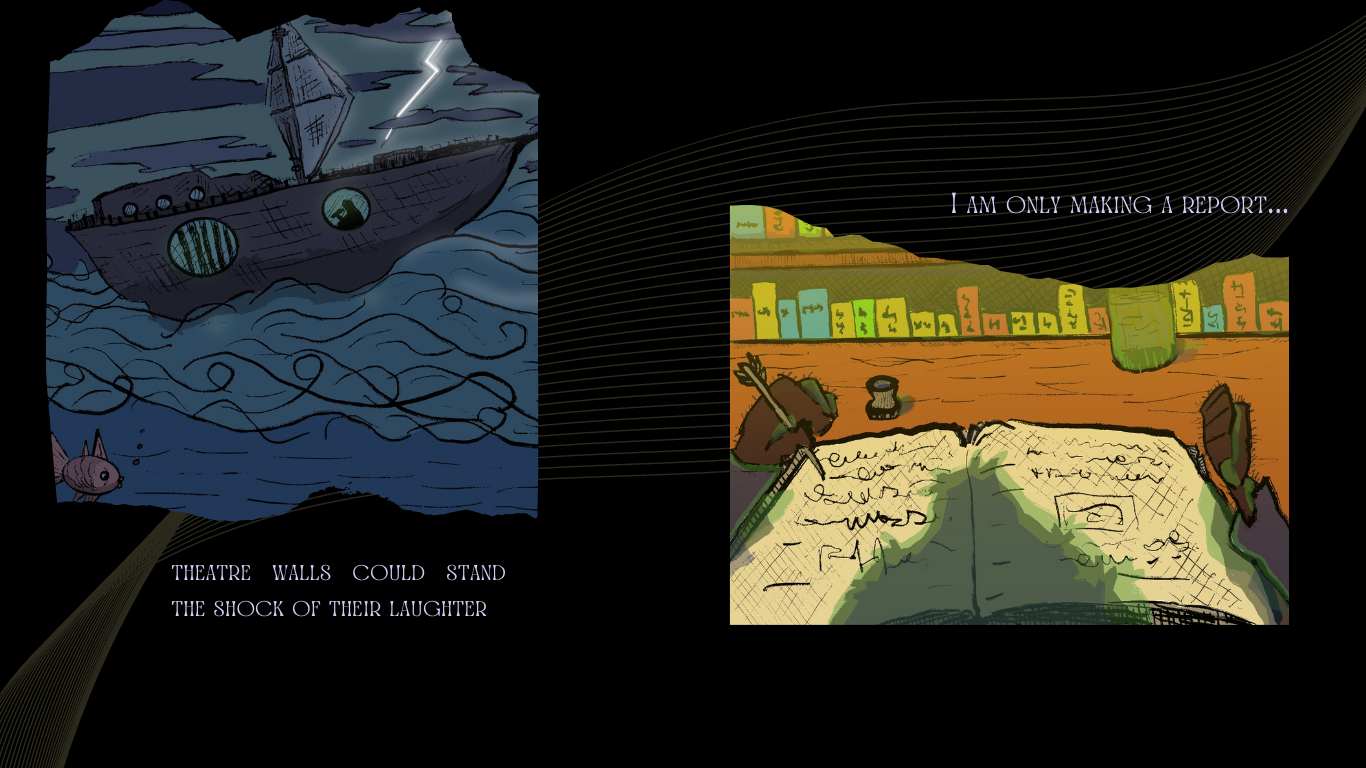 I AM ONLY MAKING A REPORT...
THEATRE WALLS COULD STAND
THE SHOCK OF THEIR LAUGHTER